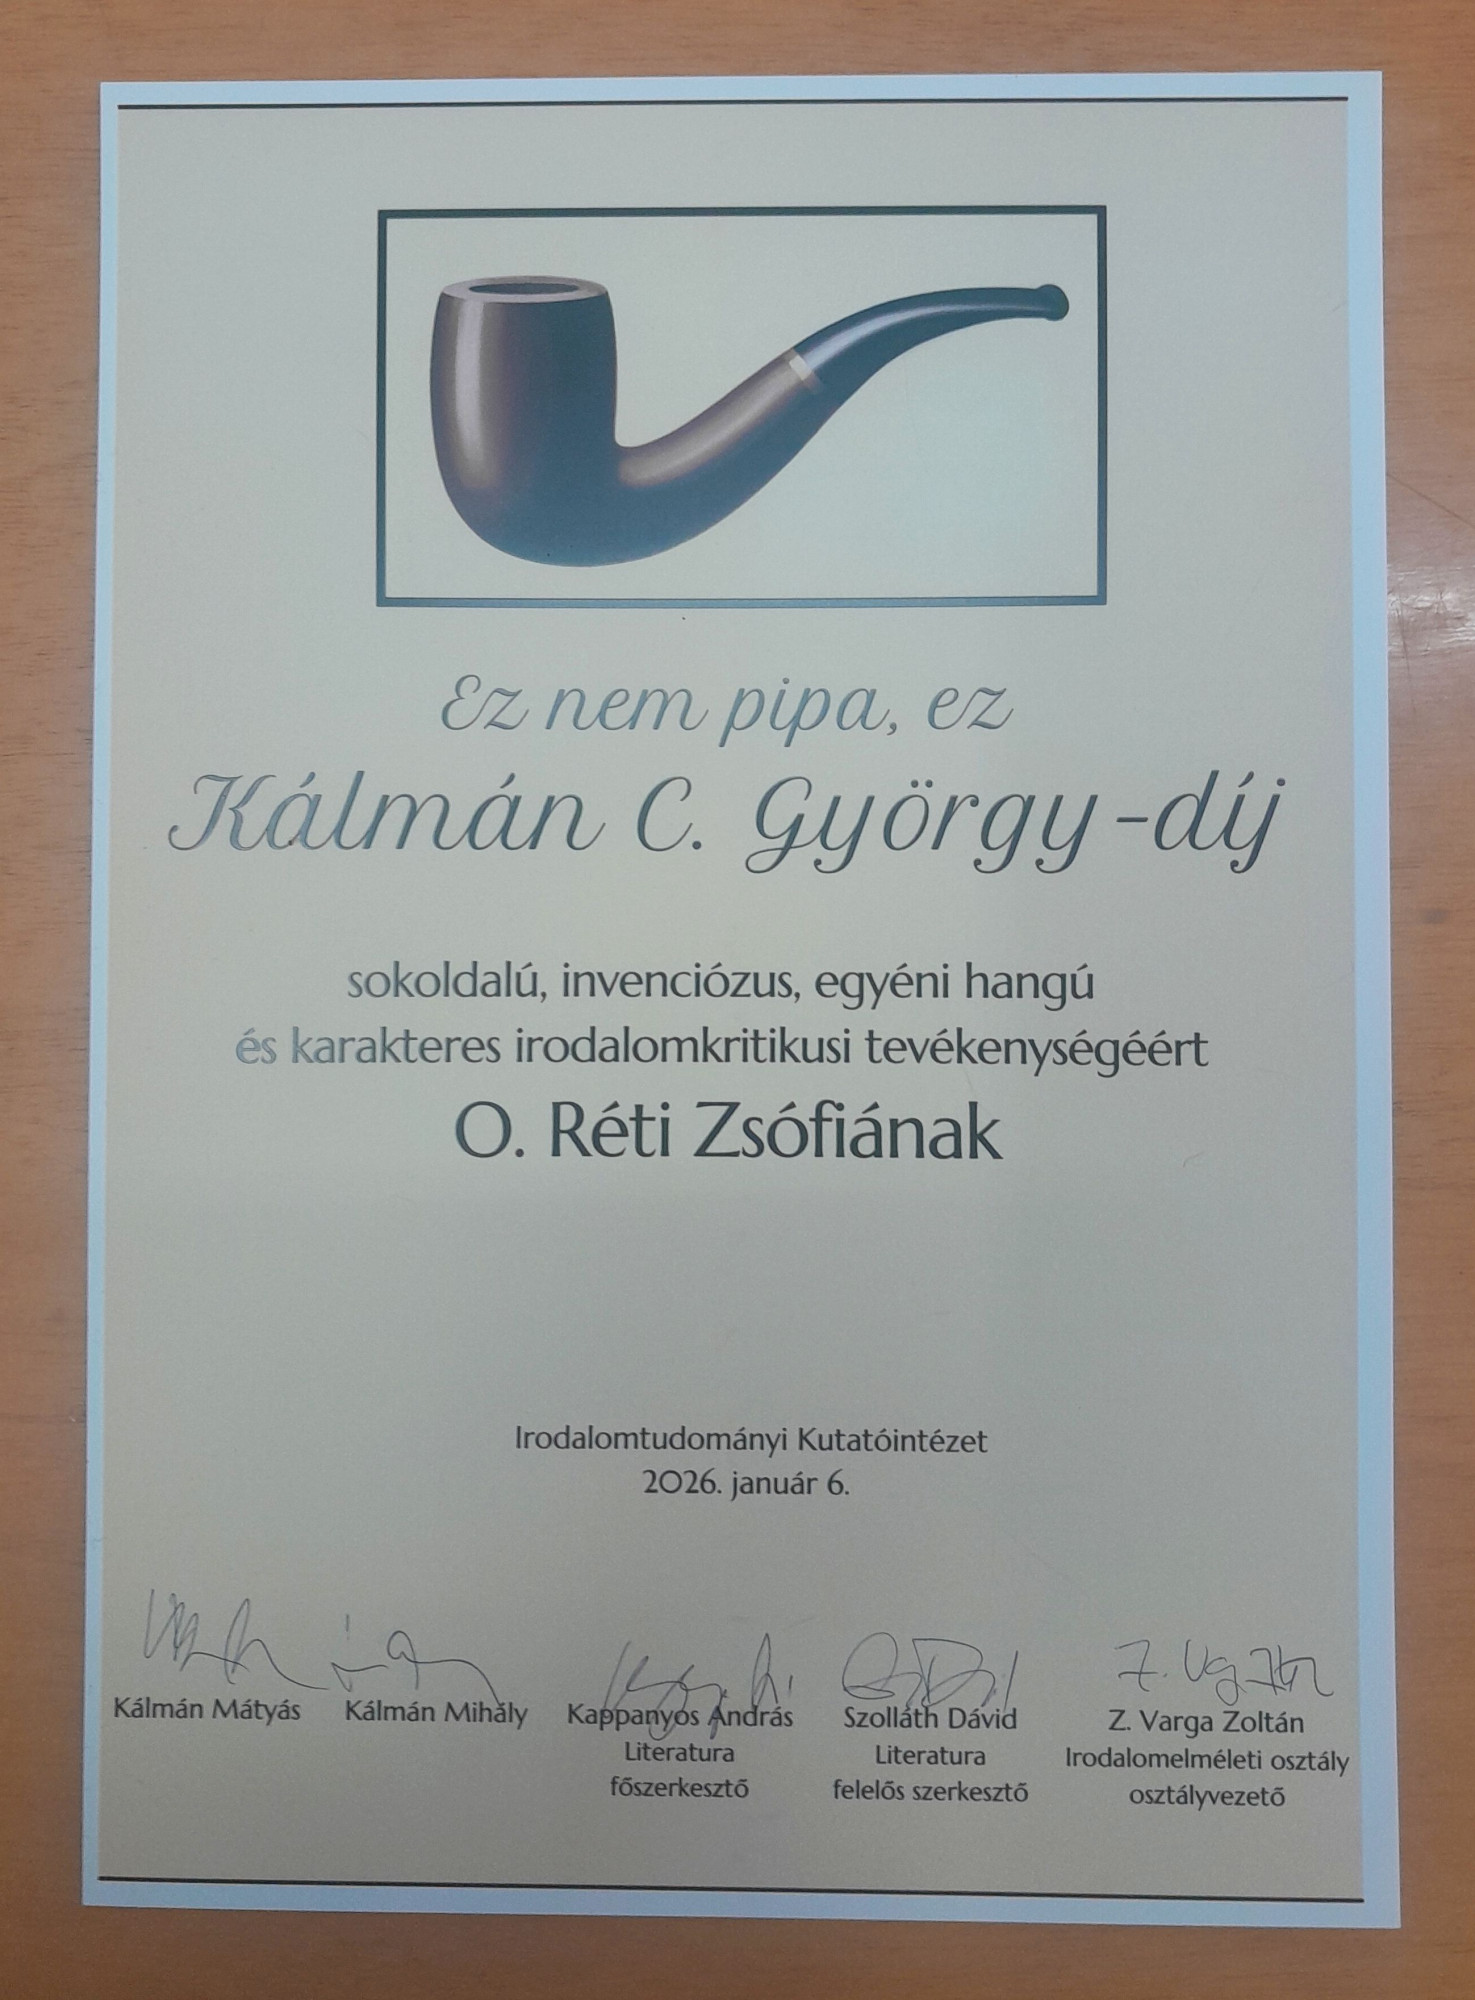 Ez nem pipa, ez
Kálmán C. György-díj
sokoldalú, invenciózus, egyéni hangú
és karakteres irodalomkritikusi tevékenységéért
O. Réti Zsófiának
Irodalomtudományi Kutatóintézet
2026. január 6.
Kálmán Mátyás
Kálmán Mihály
Kappanyos András
Literatura
főszerkesztő
Szolláth Dávid
Literatura
felelős szerkesztő
Z. Varga Zoltán
Irodalomelméleti osztály
osztályvezető